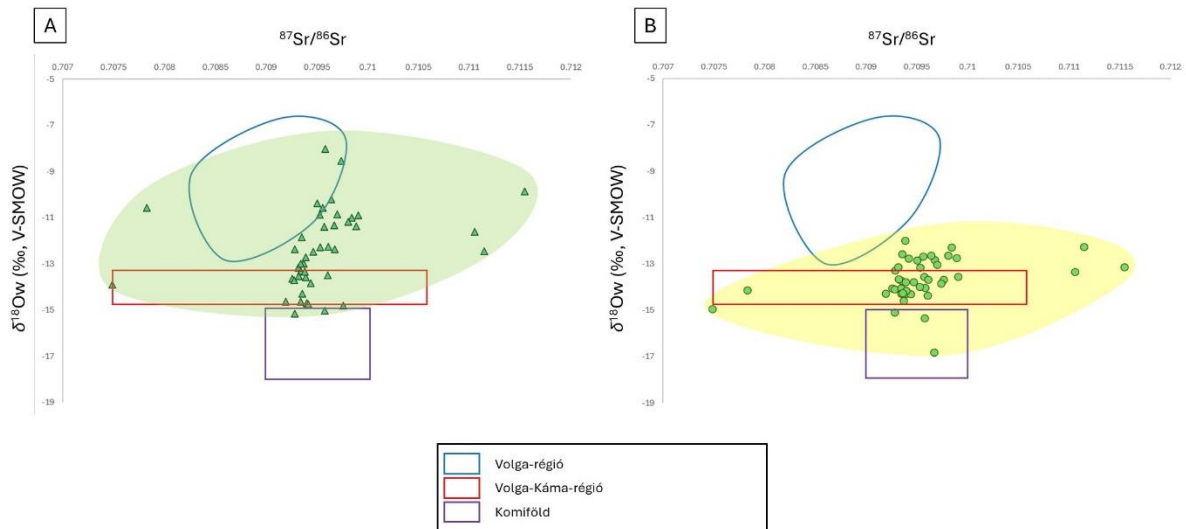 A
⁸⁷Sr/⁸⁶Sr
0.707 0.7075 0.708 0.7085 0.709 0.7095 0.71 0.7105 0.711 0.7115 0.712
-5
-7
-9
-11
-13
-15
-17
-19
δ¹⁸Ow (‰, V-SMOW)
B
⁸⁷Sr/⁸⁶Sr
0.707 0.7075 0.708 0.7085 0.709 0.7095 0.71 0.7105 0.711 0.7115 0.712
-5
-7
-9
-11
-13
-15
-17
-19
δ¹⁸Ow (‰, V-SMOW)
Volga-régió
Volga-Káma-régió
Komiföld